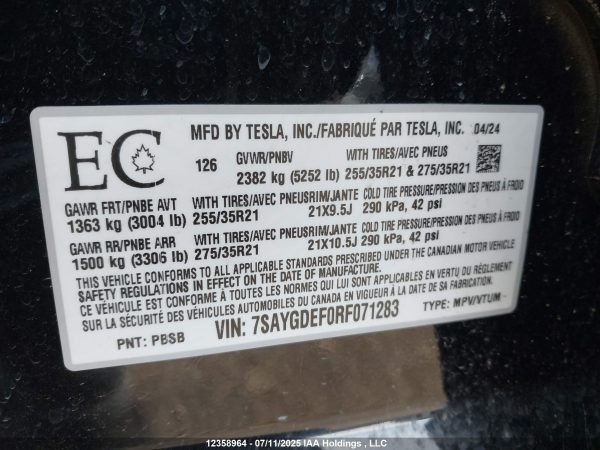 EC
MFD BY TESLA, INC./FABRIQUÉ PAR TESLA, INC. 04/24
126 GVWR/PNBV WITH TIRES/AVEC PNEUS
2382 kg (5252 lb) 255/35R21 & 275/35R21
GAWR FRT/PNBE AVT WITH TIRES/AVEC PNEUS RIM/JANTE COLD TIRE PRESSURE/PRESSION DES PNEUS À FROID
1363 kg (3004 lb) 255/35R21 21X9.5J 290 kPa, 42 psi
GAWR RR/PNBE ARR WITH TIRES/AVEC PNEUS RIM/JANTE COLD TIRE PRESSURE/PRESSION DES PNEUS À FROID
1500 kg (3306 lb) 275/35R21 21X10.5J 290 kPa, 42 psi
THIS VEHICLE CONFORMS TO ALL APPLICABLE STANDARDS PRESCRIBED UNDER THE CANADIAN MOTOR VEHICLE
SAFETY REGULATIONS IN EFFECT ON THE DATE OF MANUFACTURE
CE VÉHICULE EST CONFORME À TOUTES LES NORMES QUI LUI SONT APPLICABLES EN VERTU DU RÈGLEMENT
SUR LA SÉCURITÉ DES VÉHICULES AUTOMOBILES DU CANADA EN VIGUEUR À LA DATE DE SA FABRICATION
PNT: PBSB VIN: 7SAYGDEF0RF071283 TYPE: MPV/VTUM
12358964 - 07/11/2025 IAA Holdings , LLC